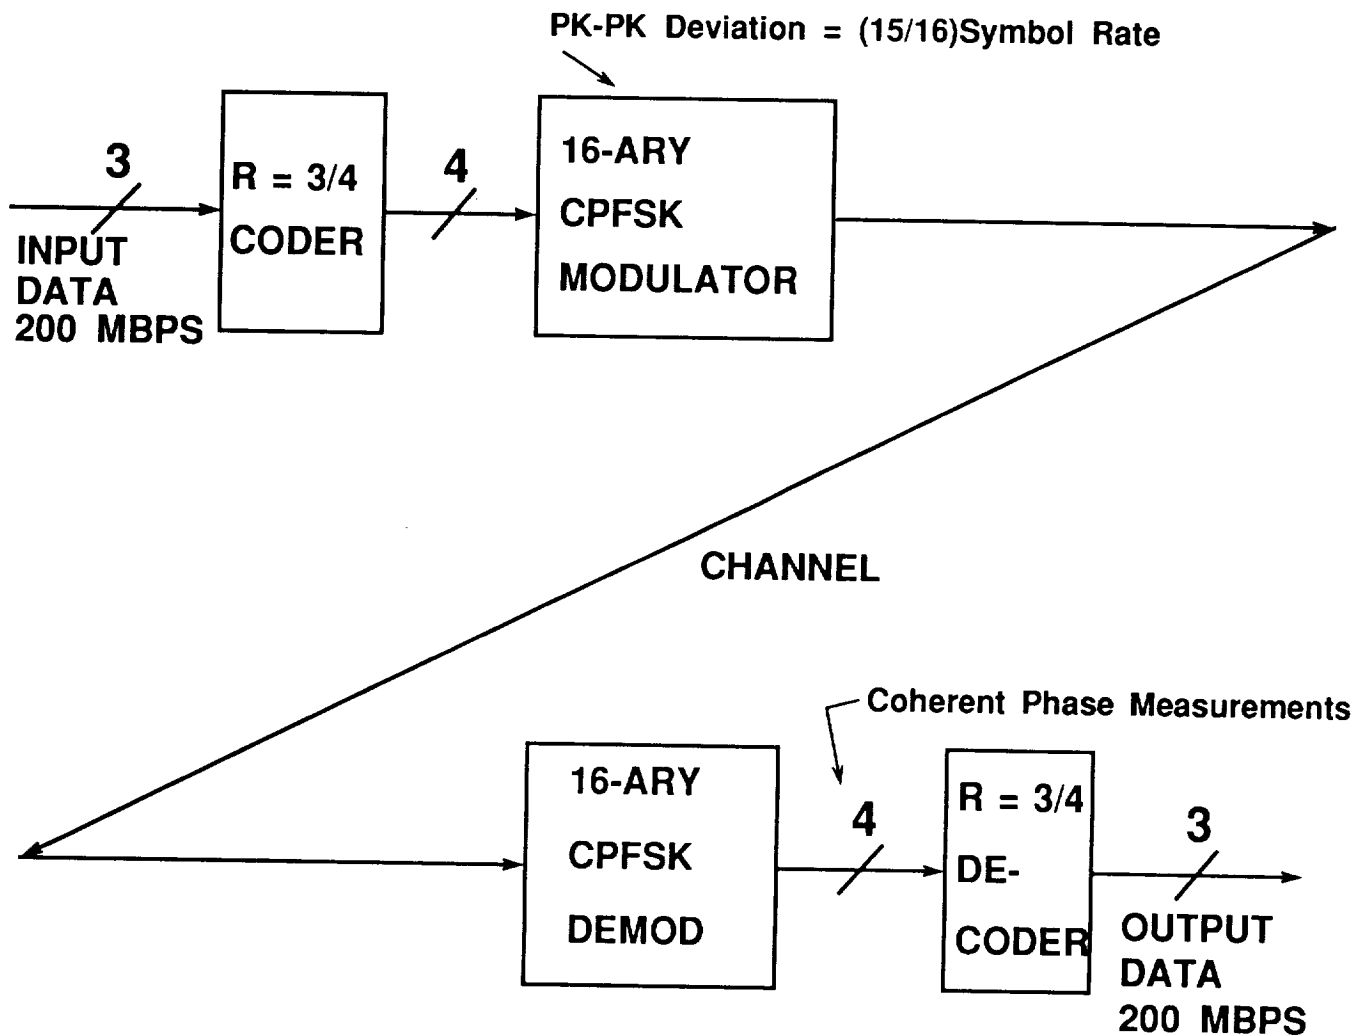 PK-PK Deviation = (15/16)Symbol Rate
3
R = 3/4
CODER
4
16-ARY
CPFSK
MODULATOR
INPUT
DATA
200 MBPS
CHANNEL
Coherent Phase Measurements
16-ARY
CPFSK
DEMOD
4
R = 3/4
DE-
CODER
3
OUTPUT
DATA
200 MBPS